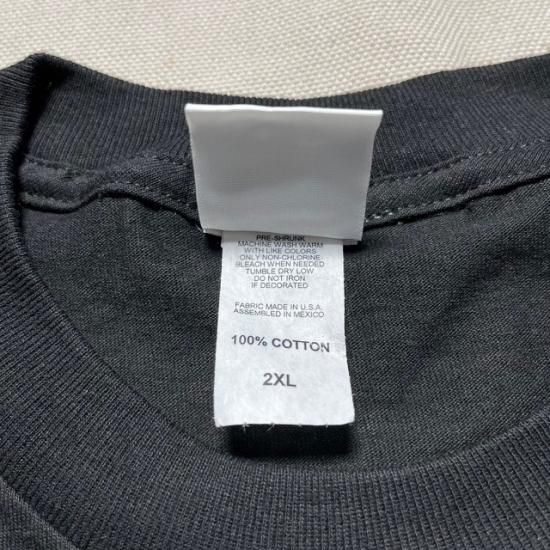 PRE-SHRUNK
MACHINE WASH WARM
WITH LIKE COLORS
ONLY NON-CHLORINE
BLEACH WHEN NEEDED
TUMBLE DRY LOW
DO NOT IRON
IF DECORATED
FABRIC MADE IN U.S.A.
ASSEMBLED IN MEXICO
100% COTTON
2XL